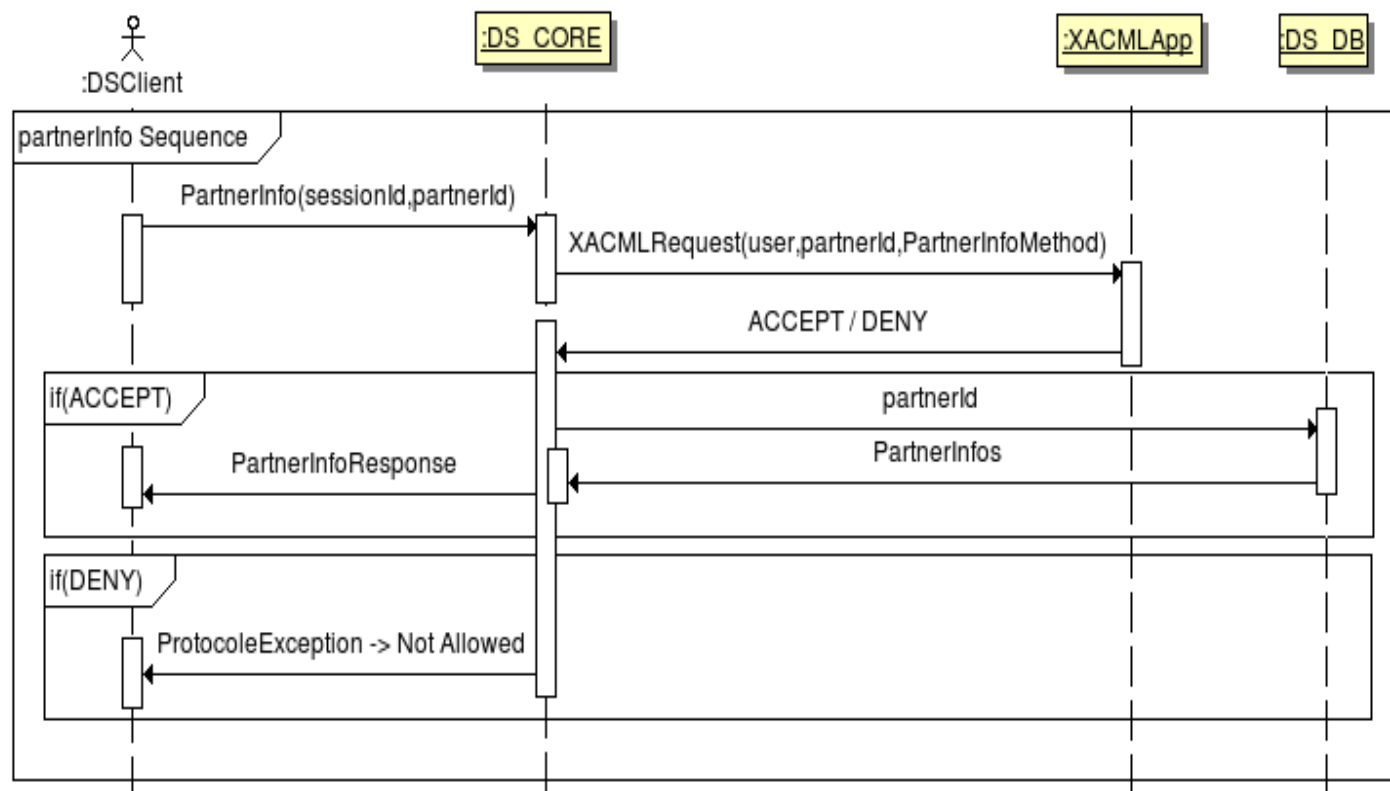 :DSClient
:DS_CORE
:XACMLApp
:DS_DB
partnerInfo Sequence
PartnerInfo(sessionId,partnerId)
XACMLRequest(user,partnerId,PartnerInfoMethod)
ACCEPT / DENY
if(ACCEPT)
partnerId
PartnerInfos
PartnerInfoResponse
if(DENY)
ProtocoleException -> Not Allowed